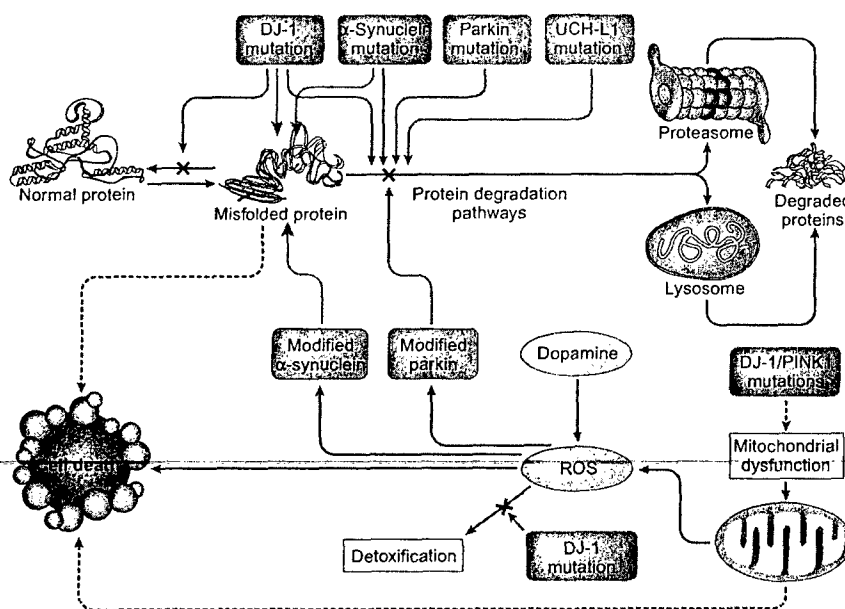 DJ-1
mutation
α-Synuclein
mutation
Parkin
mutation
UCH-L1
mutation
Proteasome
Normal protein
Misfolded protein
Protein degradation
pathways
Degraded
proteins
Lysosome
Modified
α-synuclein
Modified
parkin
Dopamine
DJ-1/PINK1
mutations
Cell death
ROS
Mitochondrial
dysfunction
Detoxification
DJ-1
mutation